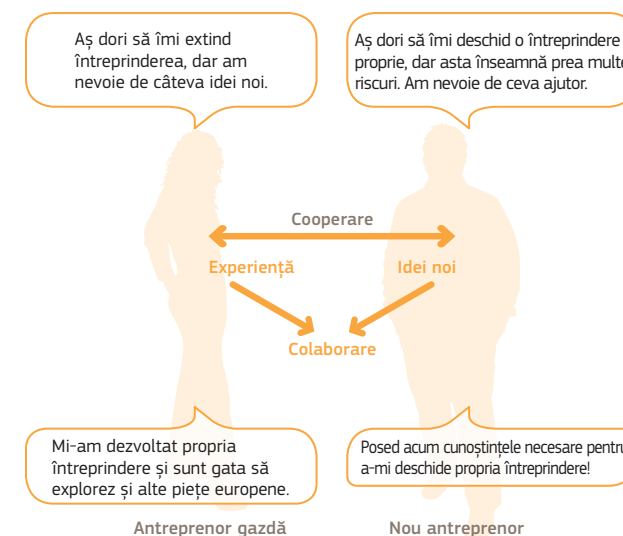 Aș dori să îmi extind
întreprinderea, dar am
nevoie de câteva idei noi.
Aș dori să îmi deschid o întreprindere
proprie, dar asta înseamnă prea multe
riscuri. Am nevoie de ceva ajutor.
Cooperare
Experiență
Idei noi
Colaborare
Mi-am dezvoltat propria
întreprindere și sunt gata să
explorez și alte piețe europene.
Posed acum cunoștințele necesare pentru
a-mi deschide propria întreprindere!
Antreprenor gazdă
Nou antreprenor